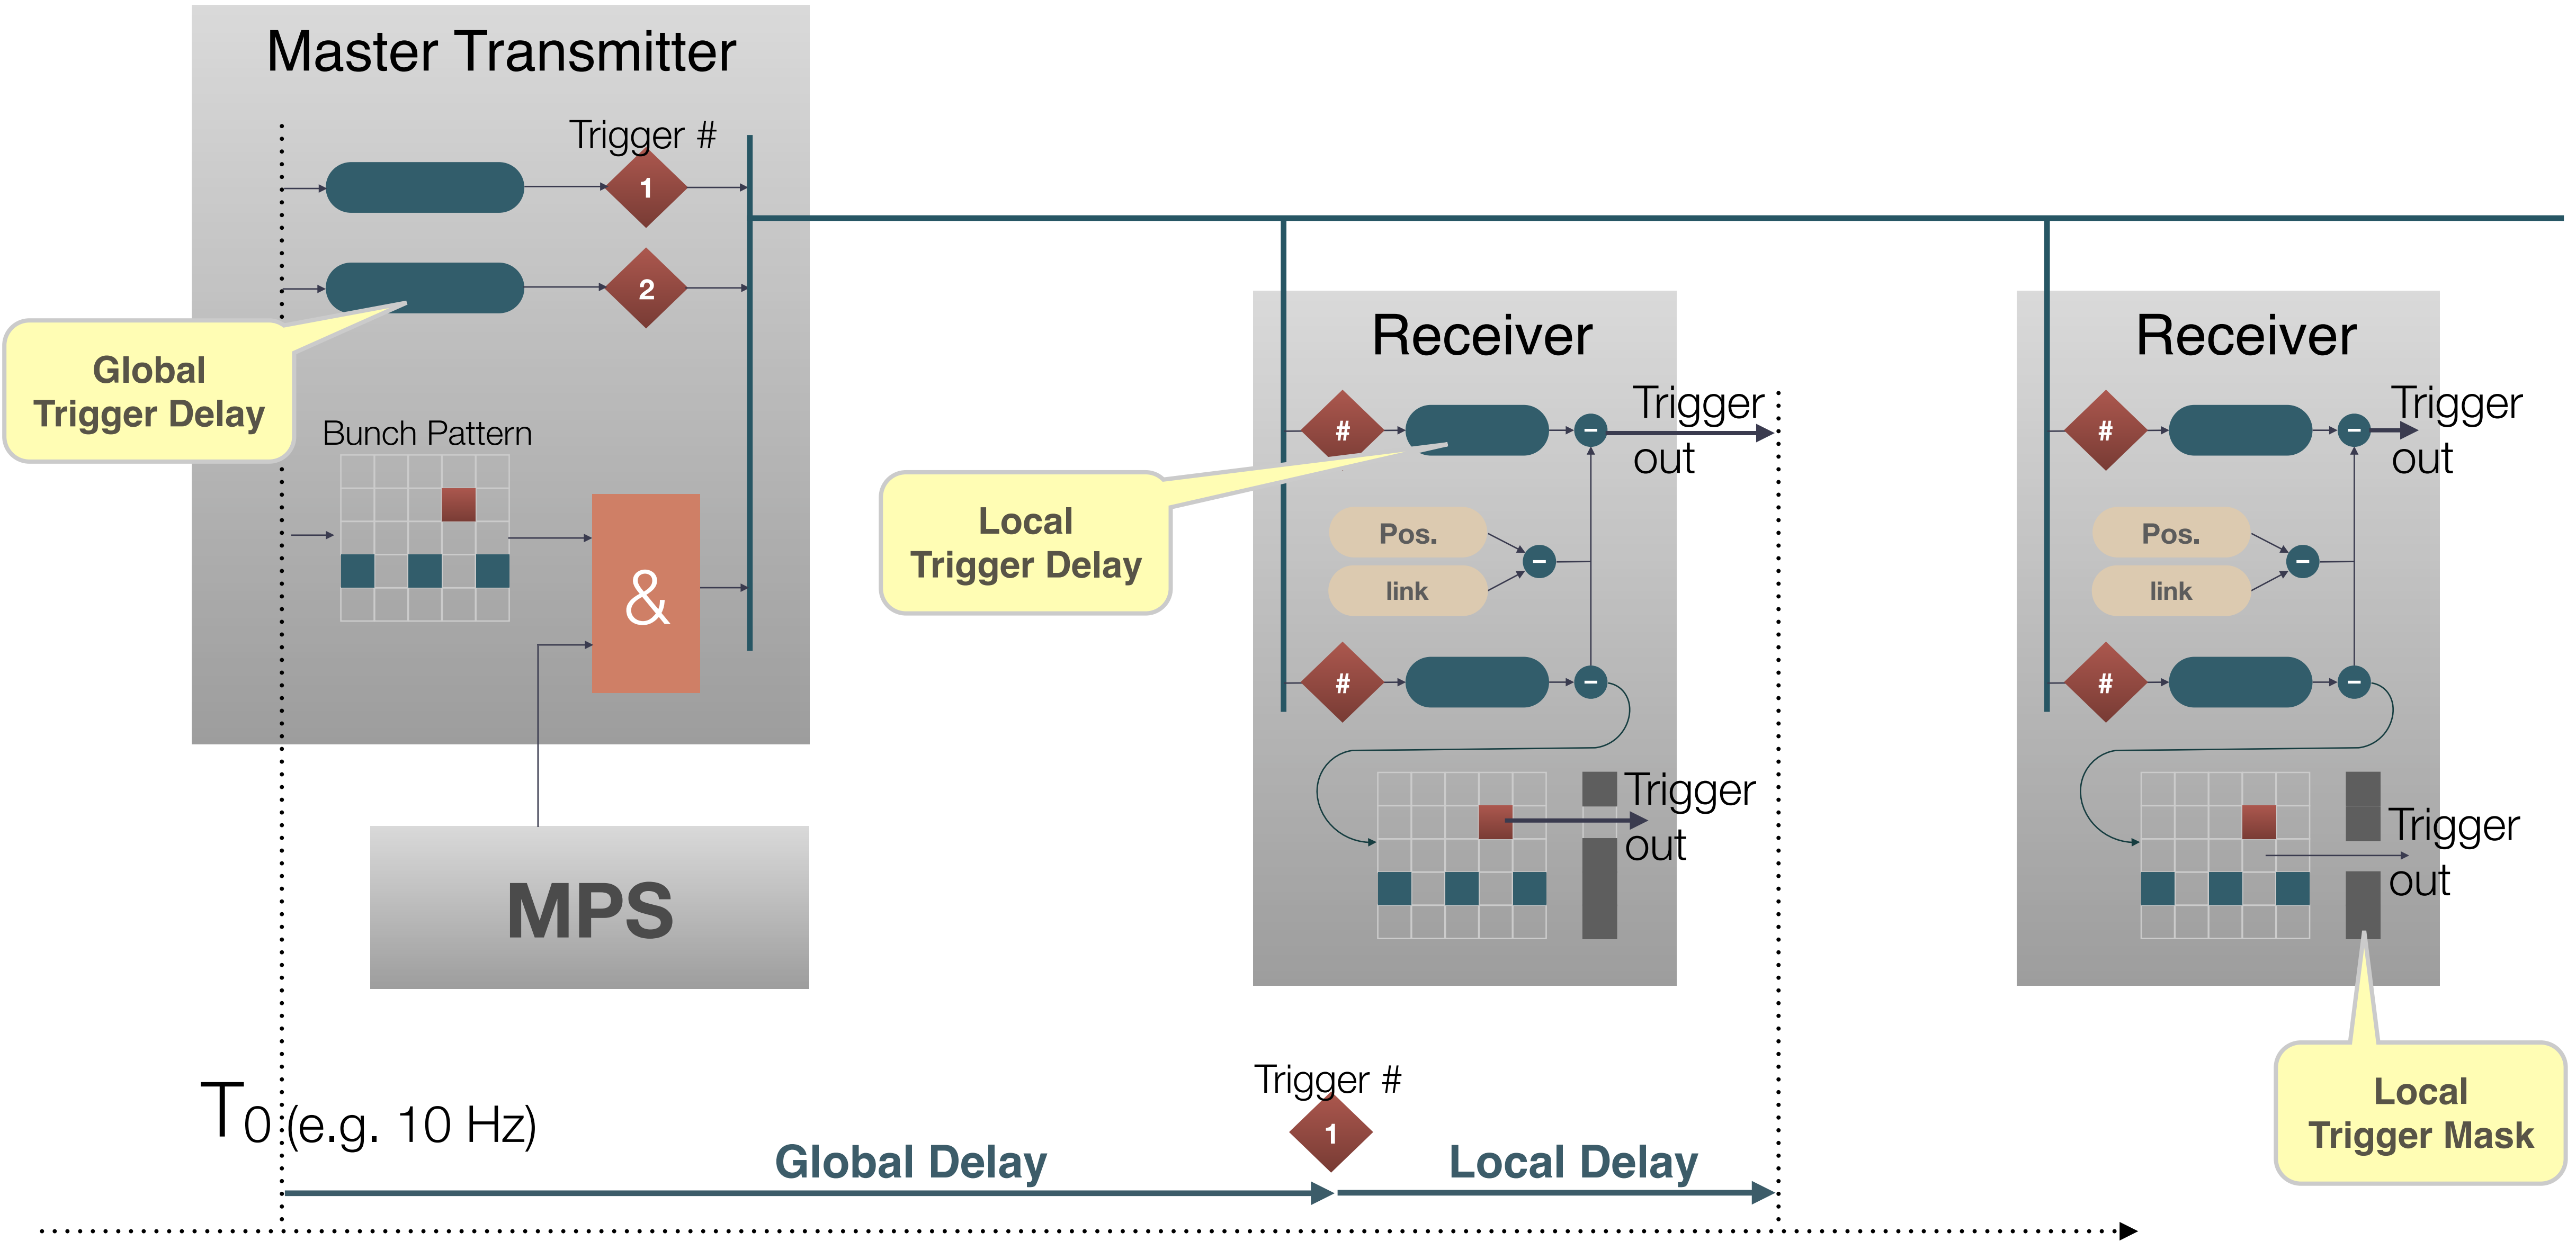 Master Transmitter
Trigger #
1
2
Global
Trigger Delay
Bunch Pattern
&
MPS
Receiver
#
Trigger
out
Local
Trigger Delay
Pos.
–
link
–
#
–
Trigger
out
Receiver
#
–
Trigger
out
Pos.
–
link
#
–
Trigger
out
Local
Trigger Mask
T0 (e.g. 10 Hz)
Trigger #
1
Global Delay
Local Delay